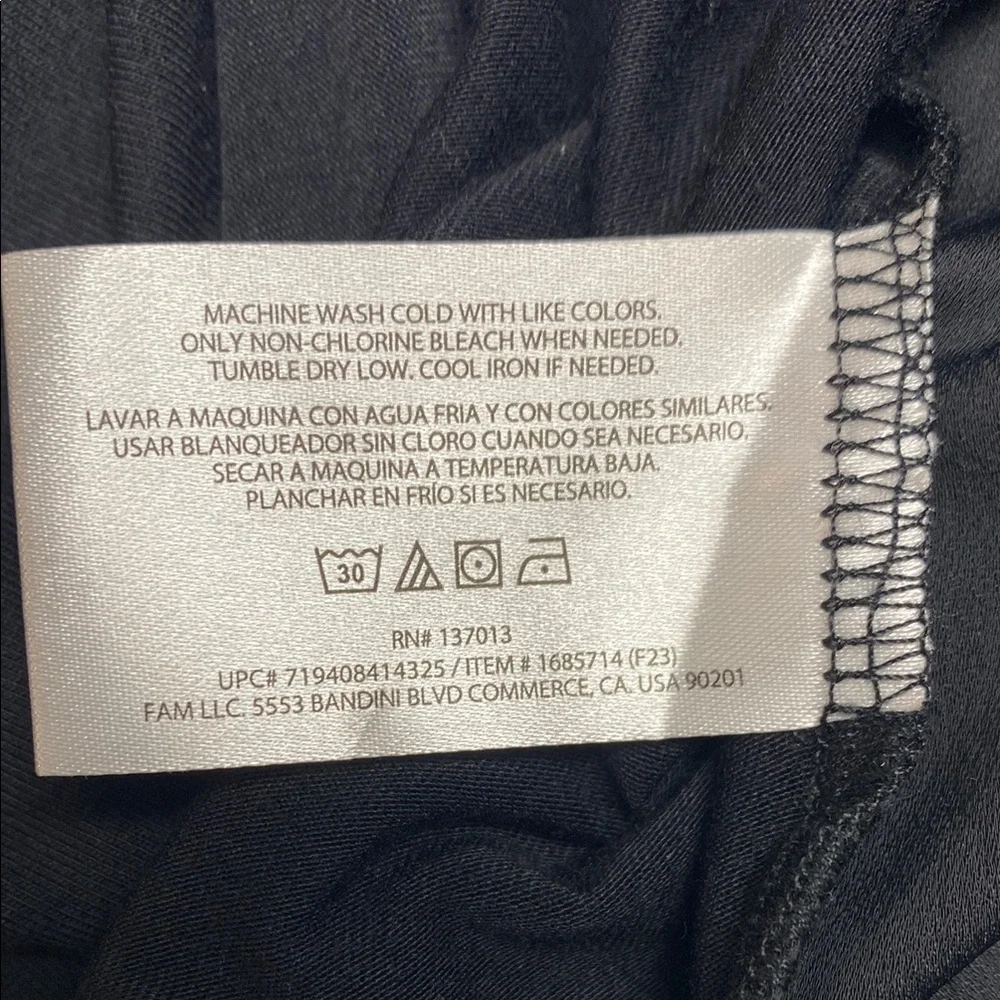 MACHINE WASH COLD WITH LIKE COLORS.
ONLY NON-CHLORINE BLEACH WHEN NEEDED.
TUMBLE DRY LOW. COOL IRON IF NEEDED.
LAVAR A MAQUINA CON AGUA FRIA Y CON COLORES SIMILARES.
USAR BLANQUEADOR SIN CLORO CUANDO SEA NECESARIO.
SECAR A MAQUINA A TEMPERATURA BAJA.
PLANCHAR EN FRÍO SI ES NECESARIO.
30
RN# 137013
UPC# 719408414325 / ITEM # 1685714 (F23)
FAM LLC. 5553 BANDINI BLVD COMMERCE, CA. USA 90201